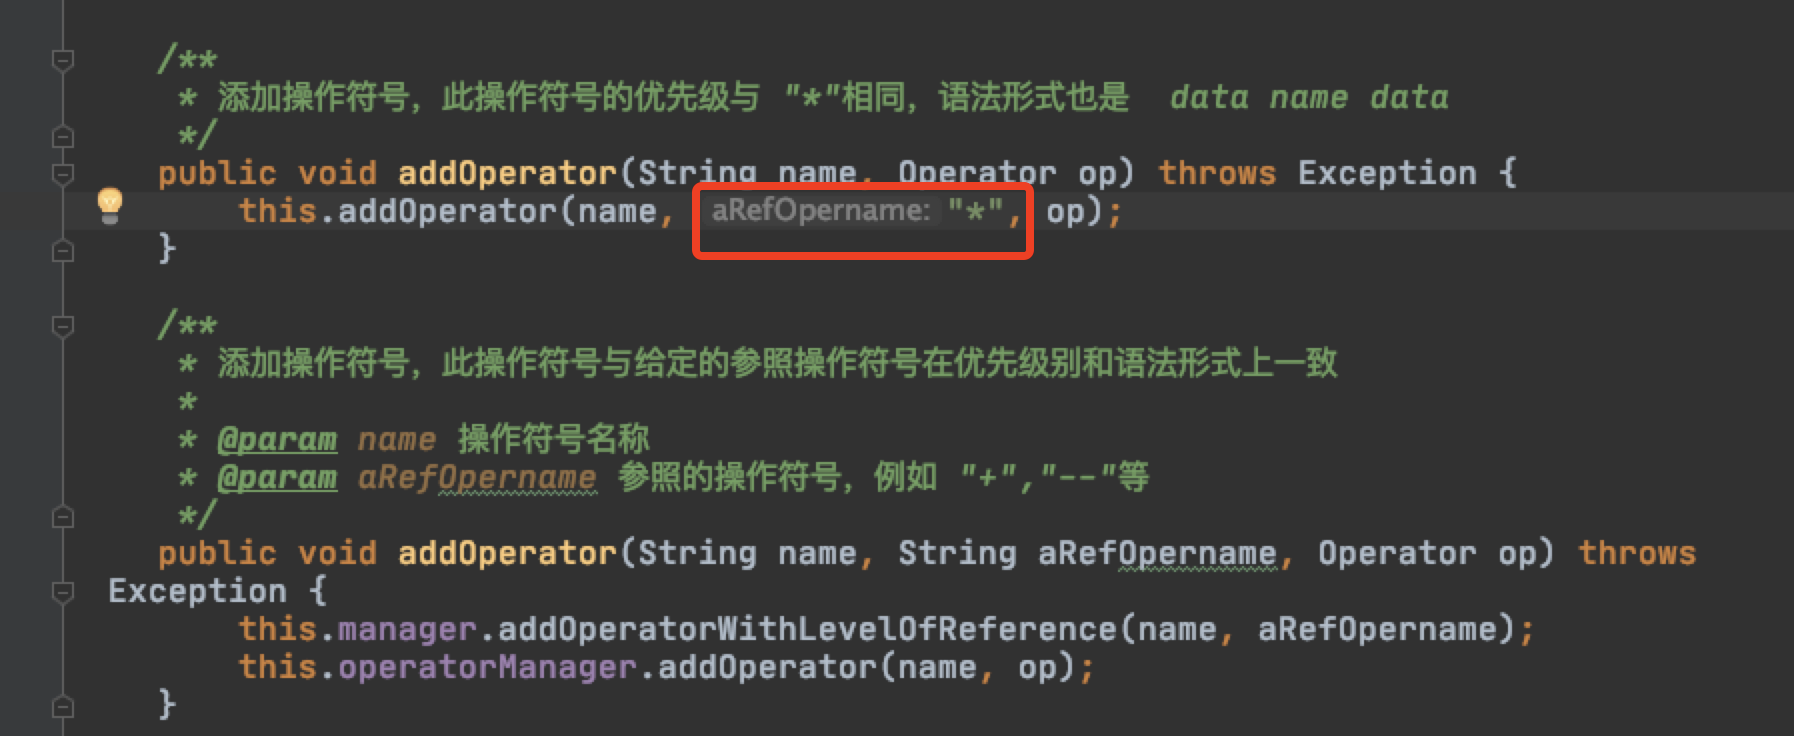 /**
* 添加操作符号，此操作符号的优先级与 "*"相同，语法形式也是 data name data
*/
public void addOperator(String name, Operator op) throws Exception {
this.addOperator(name, aRefOpername: "*", op);
}
/**
* 添加操作符号，此操作符号与给定的参照操作符号在优先级别和语法形式上一致
*
* @param name 操作符号名称
* @param aRefOpername 参照的操作符号，例如 "+","--"等
*/
public void addOperator(String name, String aRefOpername, Operator op) throws
Exception {
this.manager.addOperatorWithLevelOfReference(name, aRefOpername);
this.operatorManager.addOperator(name, op);
}